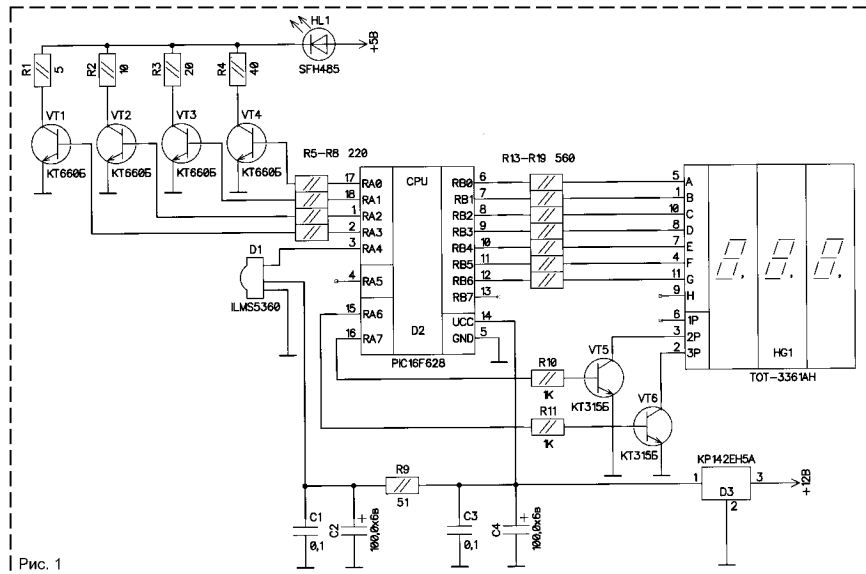 HL1
SFH485
+5В
R1
5
R2
10
R3
20
R4
40
VT1
VT2
VT3
VT4
КТ660Б
КТ660Б
КТ660Б
КТ660Б
R5-R8 220
17 RA0
18 RA1
1 RA2
2 RA3
3 RA4
4 RA5
15 RA6
16 RA7
CPU
D2
RB0 6
RB1 7
RB2 8
RB3 9
RB4 10
RB5 11
RB6 12
RB7 13
UCC 14
GND 5
PIC16F628
D1
ILMS5360
R13-R19 560
5 A
1 B
10 C
8 D
7 E
4 F
11 G
9 H
6 1P
3 2P
2 3P
HG1
TOT-3361AH
R10
1K
R11
1K
VT5
КТ315Б
VT6
КТ315Б
R9
51
C1
0,1
C2
+
100,0x6в
C3
0,1
C4
+
100,0x6в
КР142ЕН5А
1
D3
2
3
+12В
Рис. 1